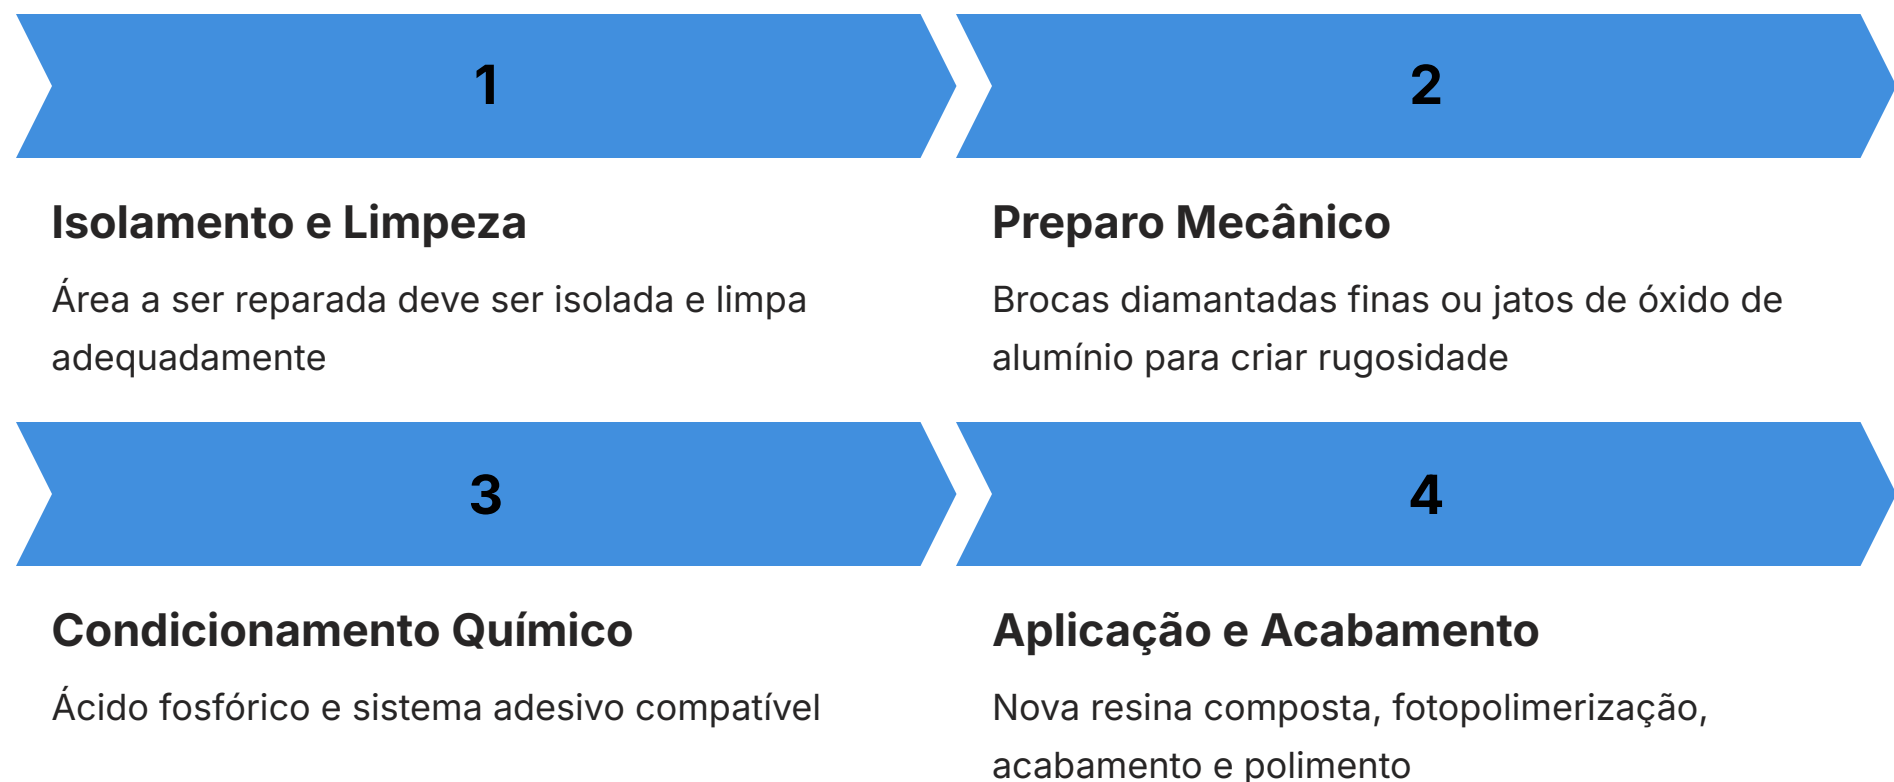 1
Isolamento e Limpeza
Área a ser reparada deve ser isolada e limpa
adequadamente
2
Preparo Mecânico
Brocas diamantadas finas ou jatos de óxido de
alumínio para criar rugosidade
3
Condicionamento Químico
Ácido fosfórico e sistema adesivo compatível
4
Aplicação e Acabamento
Nova resina composta, fotopolimerização,
acabamento e polimento